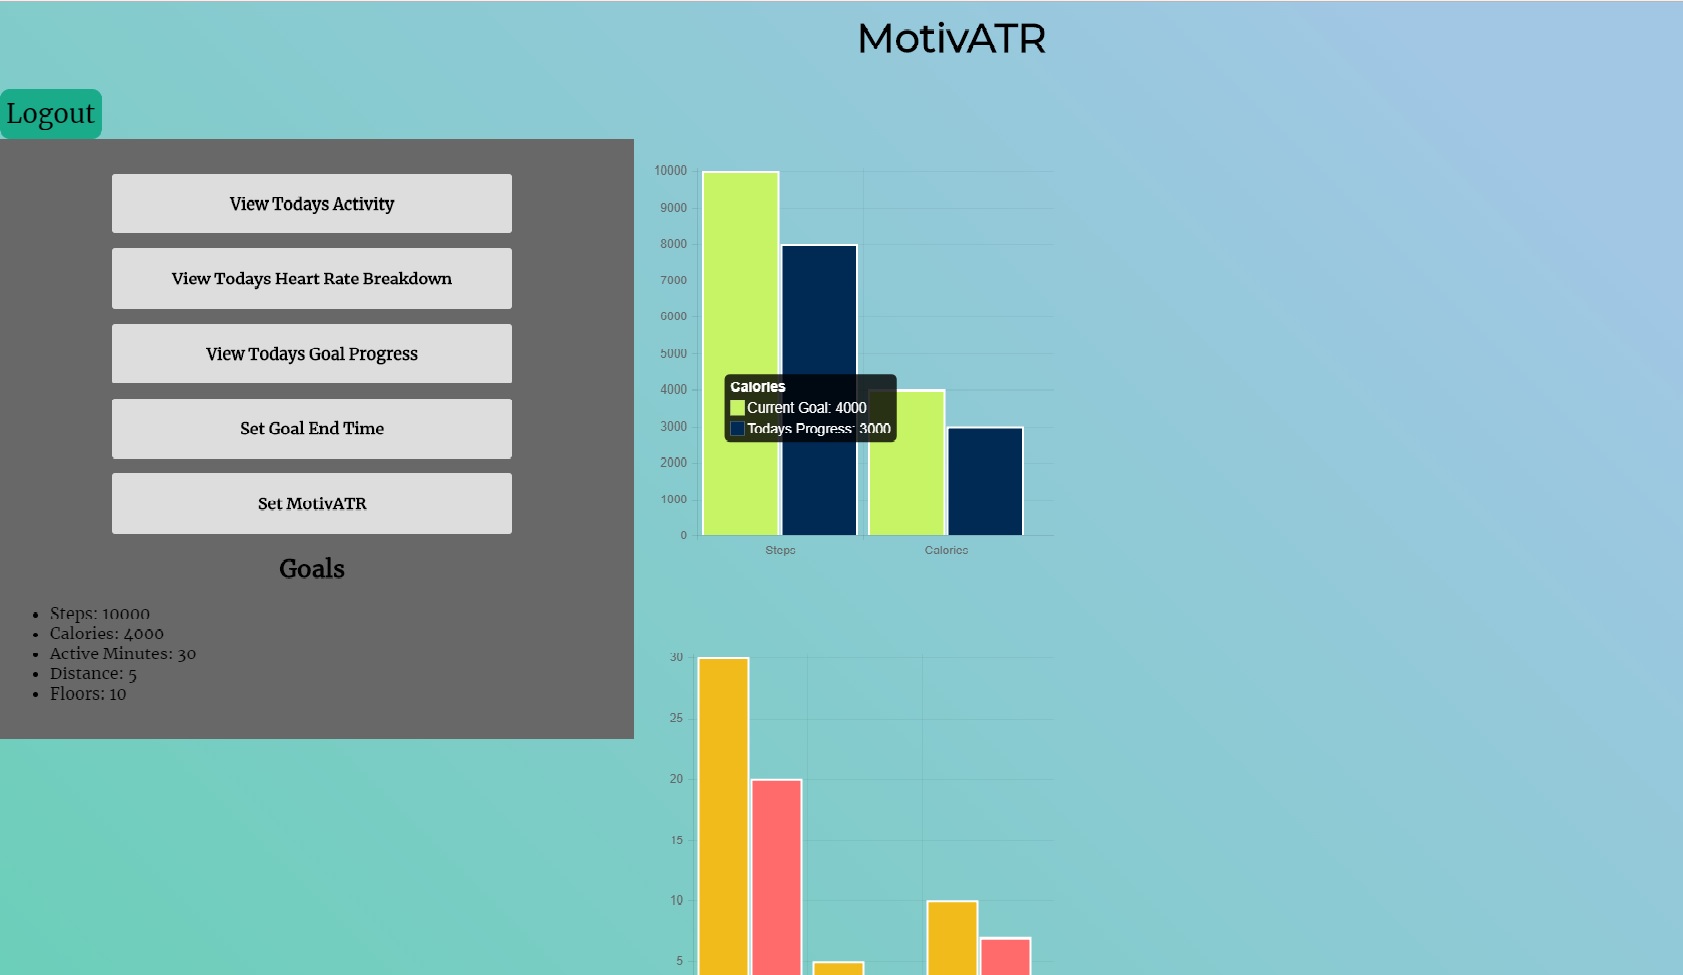 MotivATR
Logout
View Todays Activity
View Todays Heart Rate Breakdown
View Todays Goal Progress
Set Goal End Time
Set MotivATR
Goals
Steps: 10000
Calories: 4000
Active Minutes: 30
Distance: 5
Floors: 10
10000
9000
8000
7000
6000
5000
4000
3000
2000
1000
0
Calories
Current Goal: 4000
Todays Progress: 3000
Steps
Calories
30
25
20
15
10
5